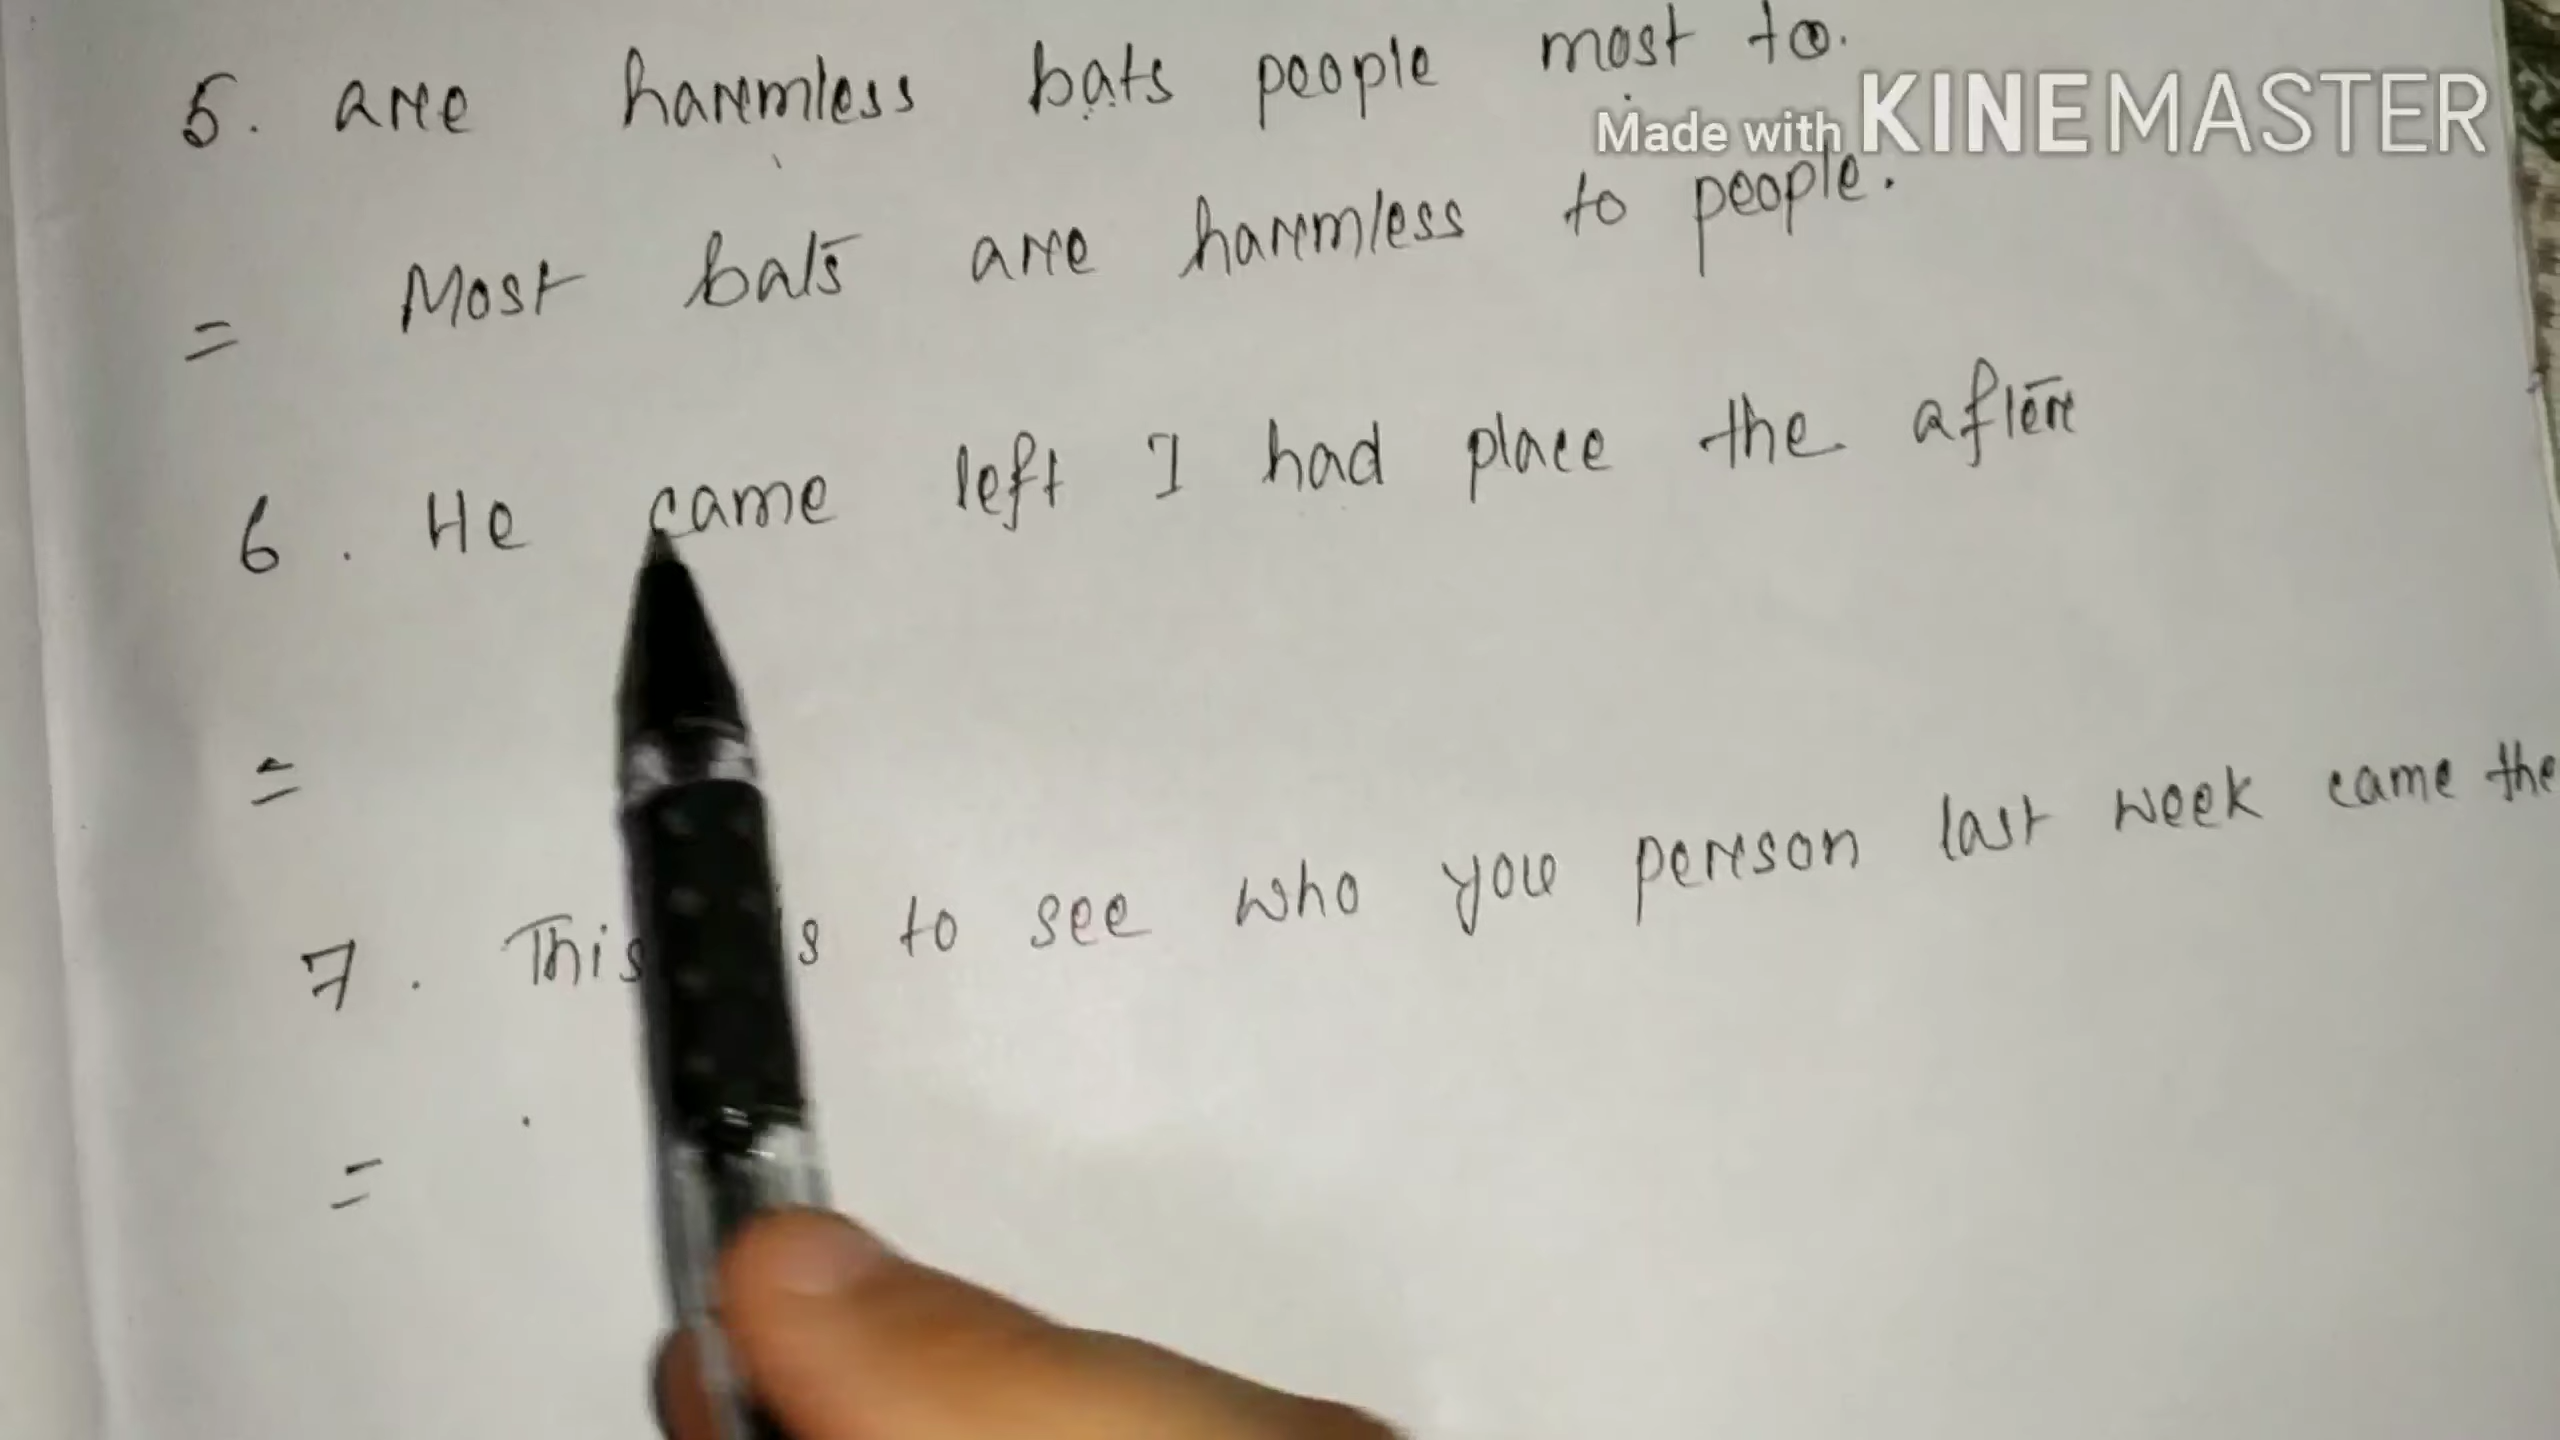 5. are harmless bats people most to.
Made with KINEMASTER
= Most bats are harmless to people.
6. He came left I had place the after
=
7. This is to see who you person last week came the
=